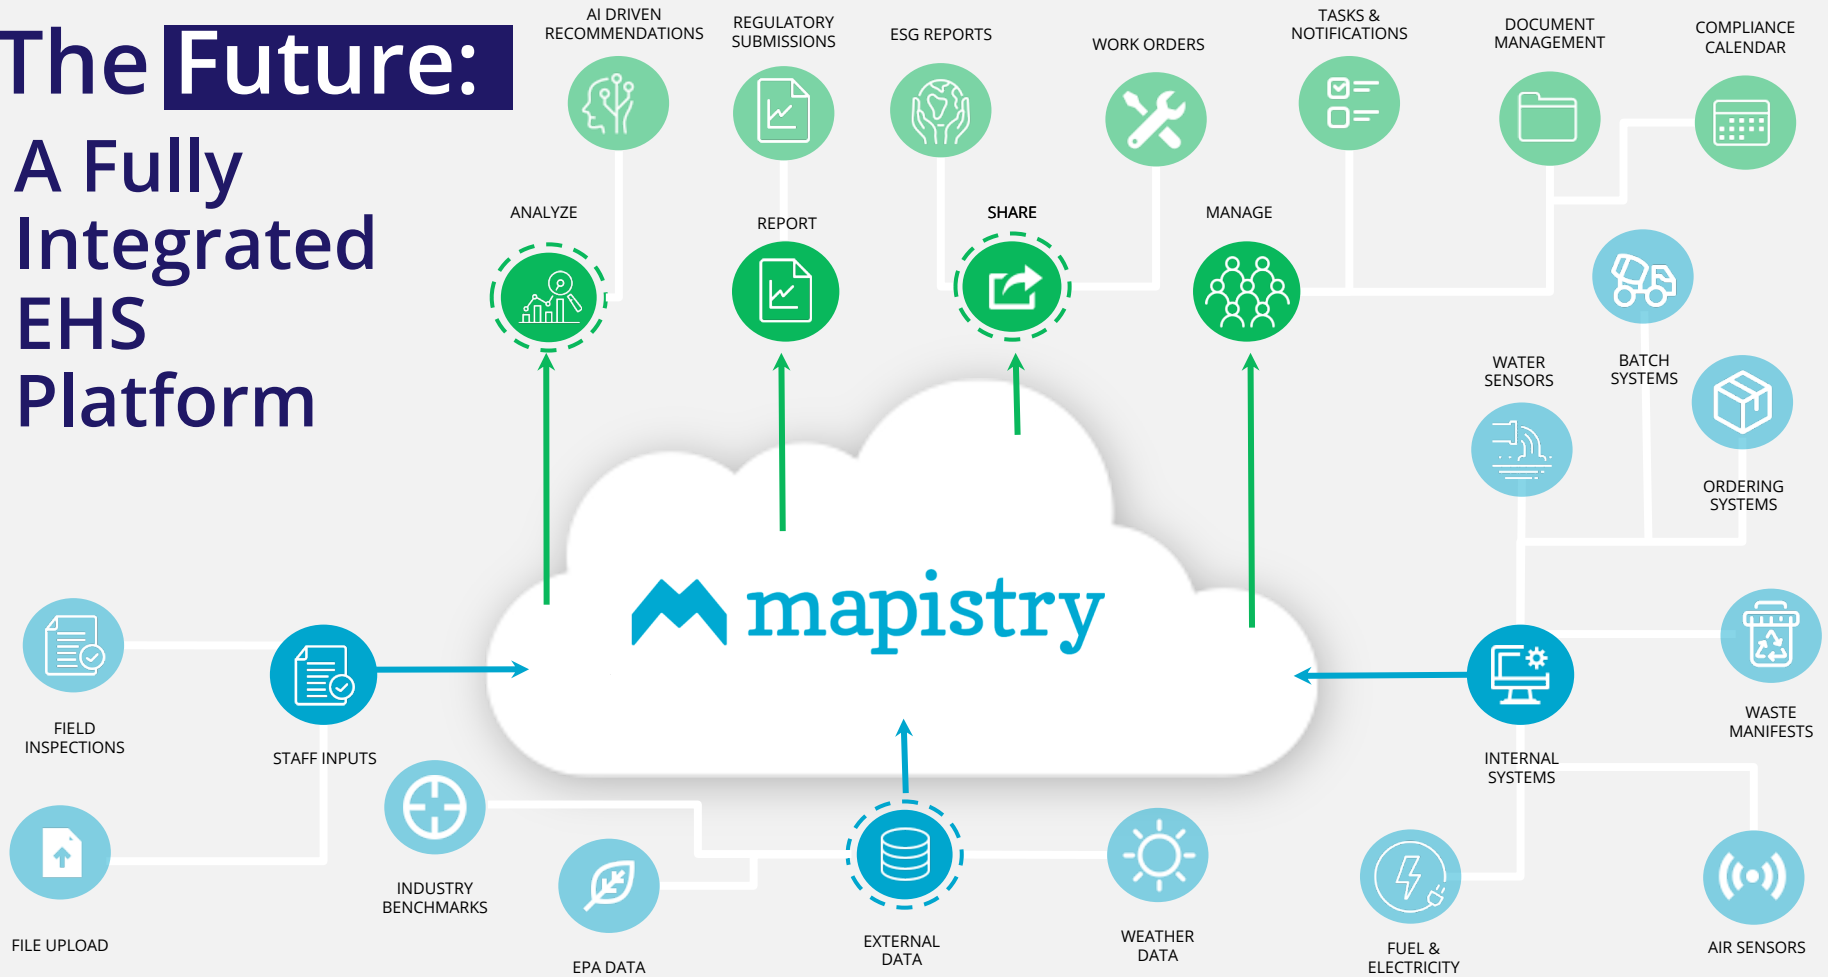 The Future:
A Fully
Integrated
EHS
Platform
AI DRIVEN
RECOMMENDATIONS
REGULATORY
SUBMISSIONS
ESG REPORTS
WORK ORDERS
TASKS &
NOTIFICATIONS
DOCUMENT
MANAGEMENT
COMPLIANCE
CALENDAR
ANALYZE
REPORT
SHARE
MANAGE
WATER
SENSORS
BATCH
SYSTEMS
ORDERING
SYSTEMS
mapistry
FIELD
INSPECTIONS
STAFF INPUTS
INTERNAL
SYSTEMS
WASTE
MANIFESTS
FILE UPLOAD
INDUSTRY
BENCHMARKS
EPA DATA
EXTERNAL
DATA
WEATHER
DATA
FUEL &
ELECTRICITY
AIR SENSORS